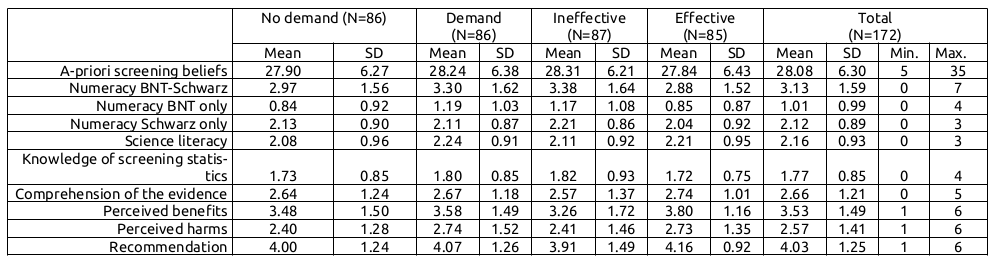 No demand (N=86) Demand (N=86) Ineffective (N=87) Effective (N=85) Total (N=172)
Mean SD Mean SD Mean SD Mean SD Mean SD Min. Max.
A-priori screening beliefs 27.90 6.27 28.24 6.38 28.31 6.21 27.84 6.43 28.08 6.30 5 35
Numeracy BNT-Schwarz 2.97 1.56 3.30 1.62 3.38 1.64 2.88 1.52 3.13 1.59 0 7
Numeracy BNT only 0.84 0.92 1.19 1.03 1.17 1.08 0.85 0.87 1.01 0.99 0 4
Numeracy Schwarz only 2.13 0.90 2.11 0.87 2.21 0.86 2.04 0.92 2.12 0.89 0 3
Science literacy 2.08 0.96 2.24 0.91 2.11 0.92 2.21 0.95 2.16 0.93 0 3
Knowledge of screening statis-
tics 1.73 0.85 1.80 0.85 1.82 0.93 1.72 0.75 1.77 0.85 0 4
Comprehension of the evidence 2.64 1.24 2.67 1.18 2.57 1.37 2.74 1.01 2.66 1.21 0 5
Perceived benefits 3.48 1.50 3.58 1.49 3.26 1.72 3.80 1.16 3.53 1.49 1 6
Perceived harms 2.40 1.28 2.74 1.52 2.41 1.46 2.73 1.35 2.57 1.41 1 6
Recommendation 4.00 1.24 4.07 1.26 3.91 1.49 4.16 0.92 4.03 1.25 1 6